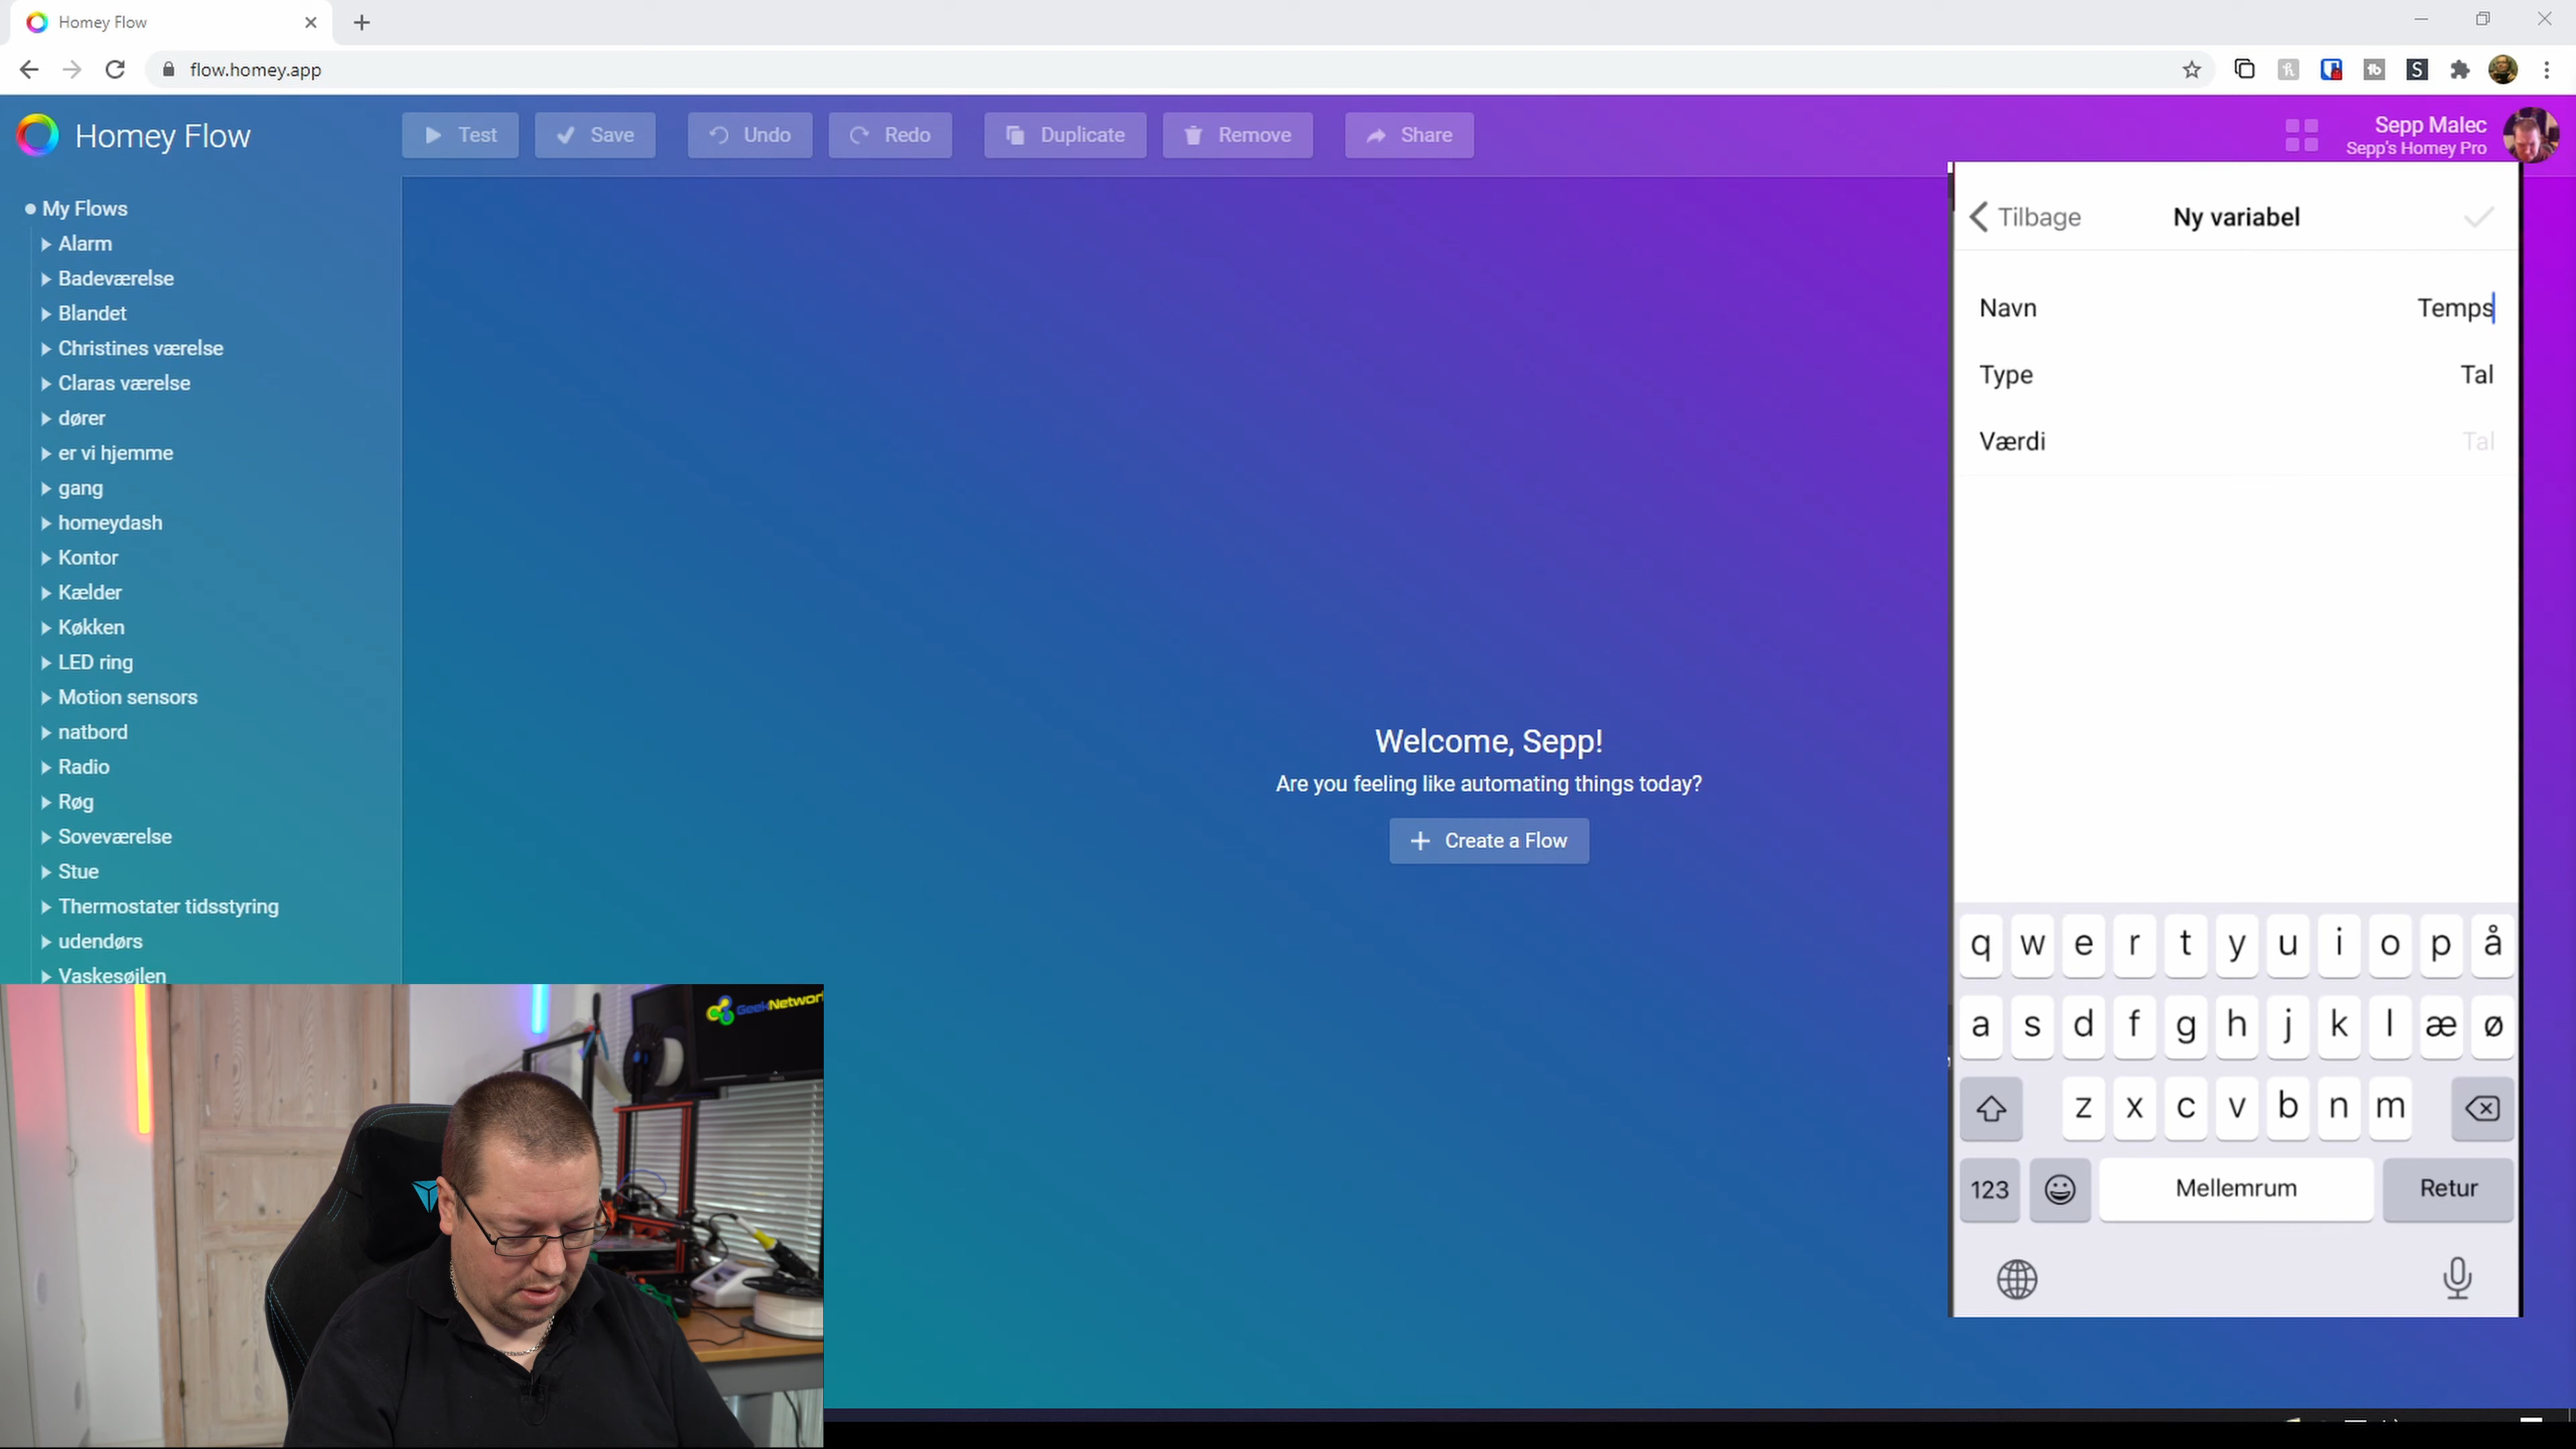 Homey Flow
flow.homey.app
Homey Flow
Test
Save
Undo
Redo
Duplicate
Remove
Share
Sepp Malec
Sepp's Homey Pro
My Flows
Alarm
Badeværelse
Blandet
Christines værelse
Claras værelse
dører
er vi hjemme
gang
homeydash
Kontor
Kælder
Køkken
LED ring
Motion sensors
natbord
Radio
Røg
Soveværelse
Stue
Thermostater tidsstyring
udendørs
Vaskesøjlen
Welcome, Sepp!
Are you feeling like automating things today?
Create a Flow
Tilbage
Ny variabel
Navn
Temps
Type
Tal
Værdi
Tal
q w e r t y u i o p å
a s d f g h j k l æ ø
z x c v b n m
123
Mellemrum
Retur
GeekNetwork